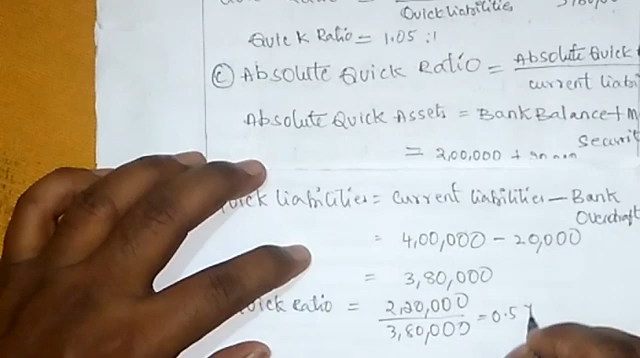 Quick liabilities
Quick Ratio = 1.05 : 1
(C) Absolute Quick Ratio = Absolute Quick
current liabi
Absolute Quick Assets = Bank Balance + M
Securit
= 2,00,000 +
uick liabilities = current liabilities - Bank
Overdraft
= 4,00,000 - 20,000
= 3,80,000
uick Ratio = 2,20,000
3,80,000 = 0.5